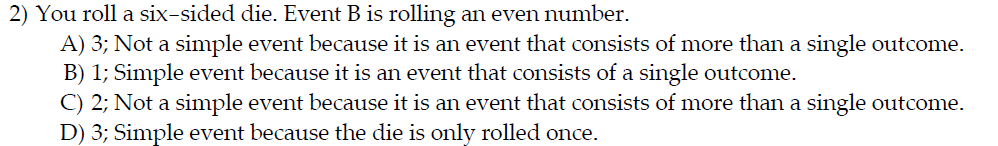 2) You roll a six-sided die. Event B is rolling an even number.
A) 3; Not a simple event because it is an event that consists of more than a single outcome.
B) 1; Simple event because it is an event that consists of a single outcome.
C) 2; Not a simple event because it is an event that consists of more than a single outcome.
D) 3; Simple event because the die is only rolled once.